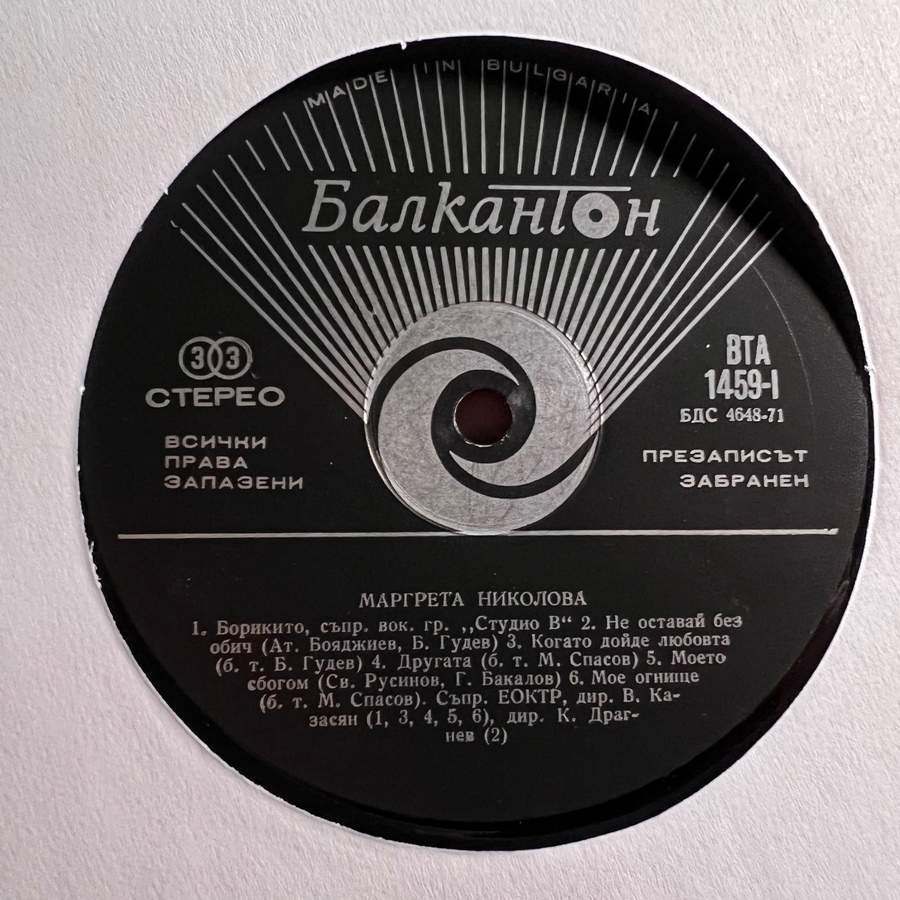 MADE IN BULGARIA
Балкантон
33
СТЕРЕО
ВСИЧКИ
ПРАВА
ЗАПАЗЕНИ
ВТА
1459-I
БДС 4648-71
ПРЕЗАПИСЪТ
ЗАБРАНЕН
МАРГРЕТА НИКОЛОВА
1. Борикито, съпр. вок. гр. ,,Студио В“ 2. Не оставай без
обич (Ат. Бояджиев, Б. Гудев) 3. Когато дойде любовта
(б. т. Б. Гудев) 4. Другата (б. т. М. Спасов) 5. Моето
сбогом (Св. Русинов, Г. Бакалов) 6. Мое огнище
(б. т. М. Спасов). Съпр. ЕОКТР, дир. В. Ка-
засян (1, 3, 4, 5, 6), дир. К. Драг-
нев (2)